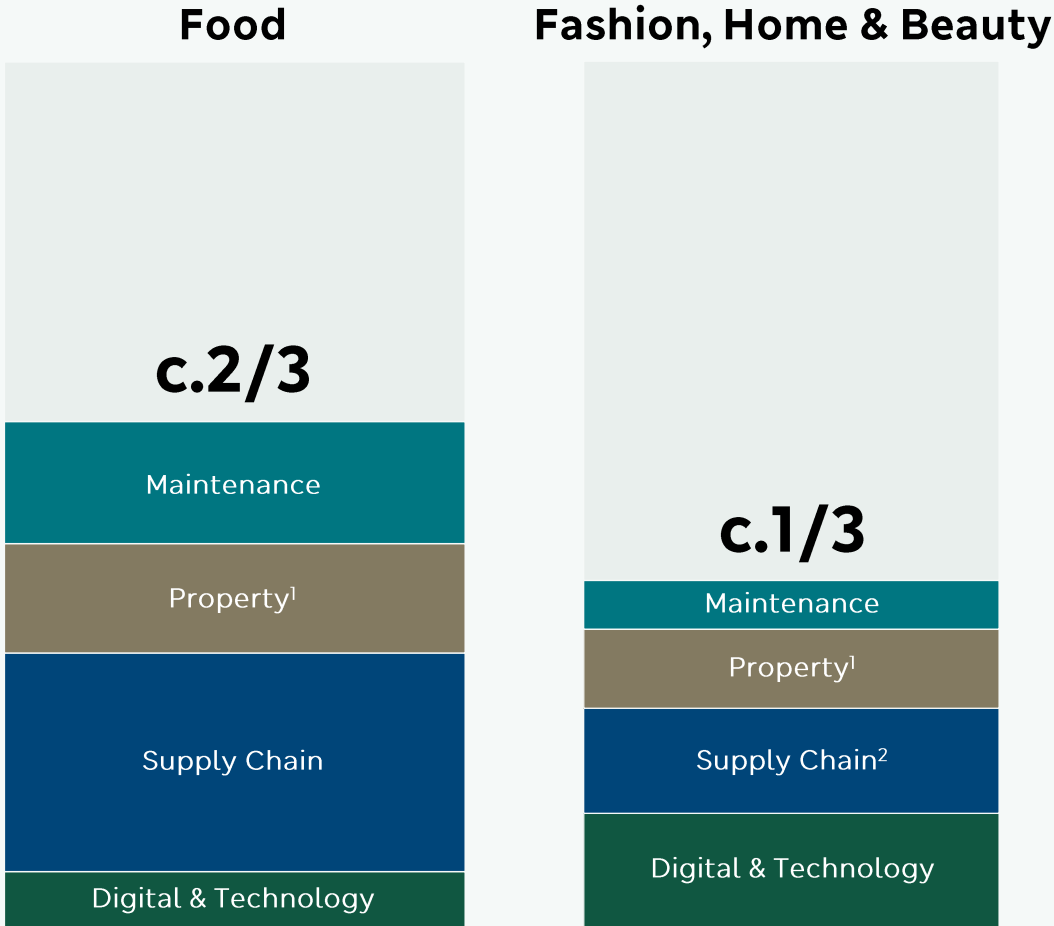 Food
c.2/3
Maintenance
Property¹
Supply Chain
Digital & Technology
Fashion, Home & Beauty
c.1/3
Maintenance
Property¹
Supply Chain²
Digital & Technology